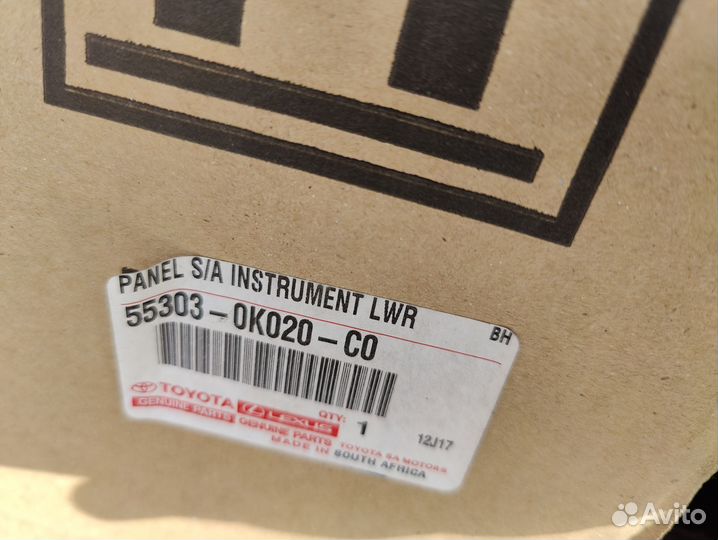 PANEL S/A INSTRUMENT LWR BH
55303-0K020-C0
TOYOTA LEXUS QTY: 1 12J17
GENUINE PARTS GENUINE PARTS TOYOTA SA MOTORS
MADE IN SOUTH AFRICA
Avito